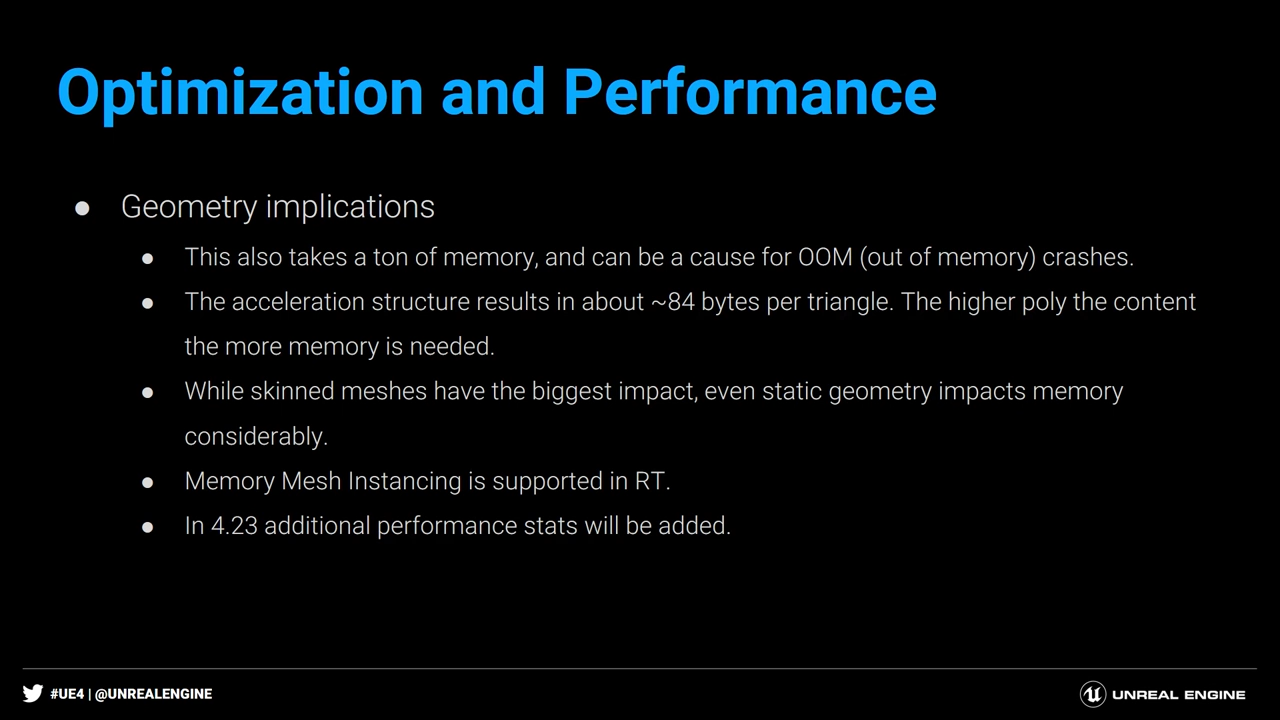 Optimization and Performance
● Geometry implications
● This also takes a ton of memory, and can be a cause for OOM (out of memory) crashes.
● The acceleration structure results in about ~84 bytes per triangle. The higher poly the content
the more memory is needed.
● While skinned meshes have the biggest impact, even static geometry impacts memory
considerably.
● Memory Mesh Instancing is supported in RT.
● In 4.23 additional performance stats will be added.
#UE4 | @UNREALENGINE
UNREAL ENGINE